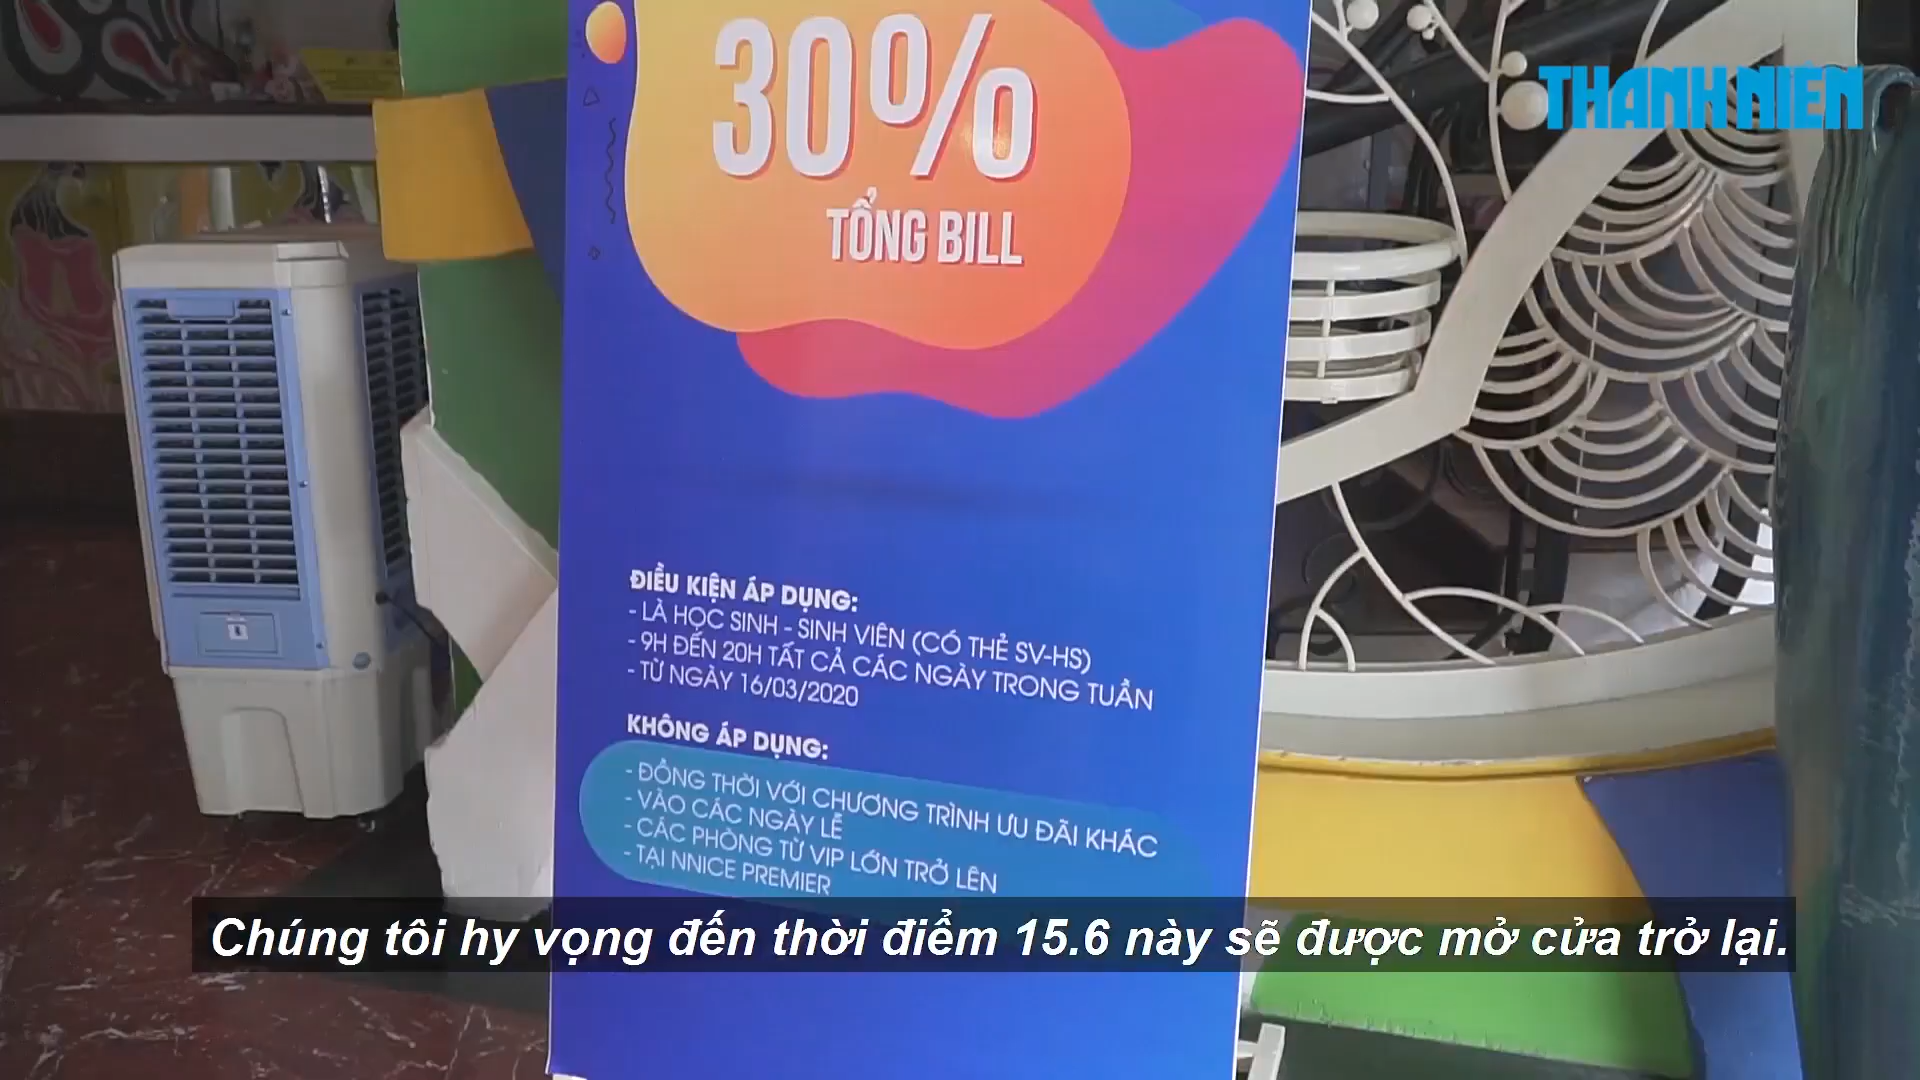 30%
TỔNG BILL
THANH NIÊN
ĐIỀU KIỆN ÁP DỤNG:
- LÀ HỌC SINH - SINH VIÊN (CÓ THẺ SV-HS)
- 9H ĐẾN 20H TẤT CẢ CÁC NGÀY TRONG TUẦN
- TỪ NGÀY 16/03/2020
KHÔNG ÁP DỤNG:
- ĐỒNG THỜI VỚI CHƯƠNG TRÌNH ƯU ĐÃI KHÁC
- VÀO CÁC NGÀY LỄ
- CÁC PHÒNG TỪ VIP LỚN TRỞ LÊN
- TẠI NNICE PREMIER
Chúng tôi hy vọng đến thời điểm 15.6 này sẽ được mở cửa trở lại.